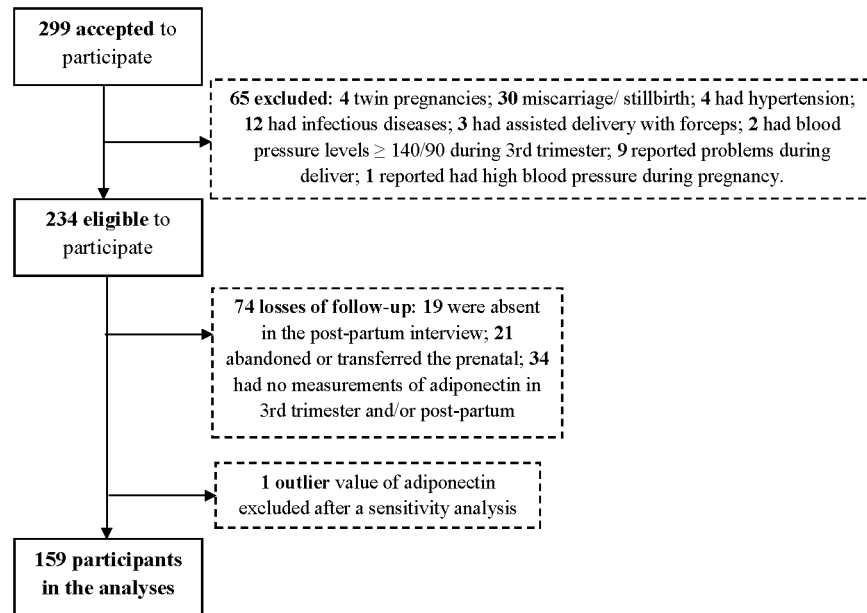 299 accepted to
participate
65 excluded: 4 twin pregnancies; 30 miscarriage/ stillbirth; 4 had hypertension;
12 had infectious diseases; 3 had assisted delivery with forceps; 2 had blood
pressure levels ≥ 140/90 during 3rd trimester; 9 reported problems during
deliver; 1 reported had high blood pressure during pregnancy.
234 eligible to
participate
74 losses of follow-up: 19 were absent
in the post-partum interview; 21
abandoned or transferred the prenatal; 34
had no measurements of adiponectin in
3rd trimester and/or post-partum
1 outlier value of adiponectin
excluded after a sensitivity analysis
159 participants
in the analyses